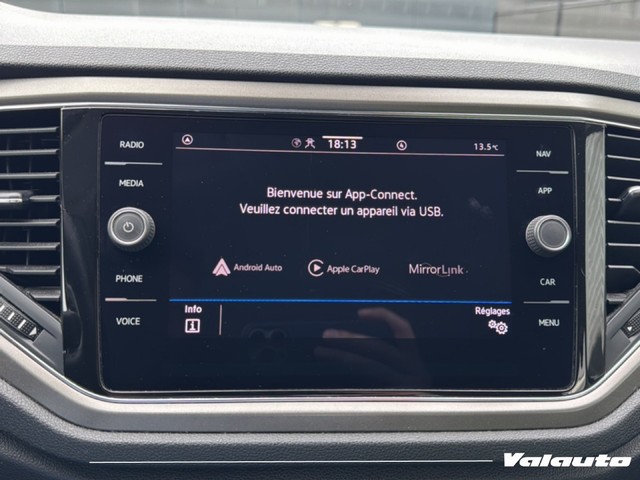 RADIO
MEDIA
PHONE
VOICE
18:13
13.5°C
Bienvenue sur App-Connect.
Veuillez connecter un appareil via USB.
Android Auto
Apple CarPlay
MirrorLink
Info
Réglages
NAV
APP
CAR
MENU
Valauto